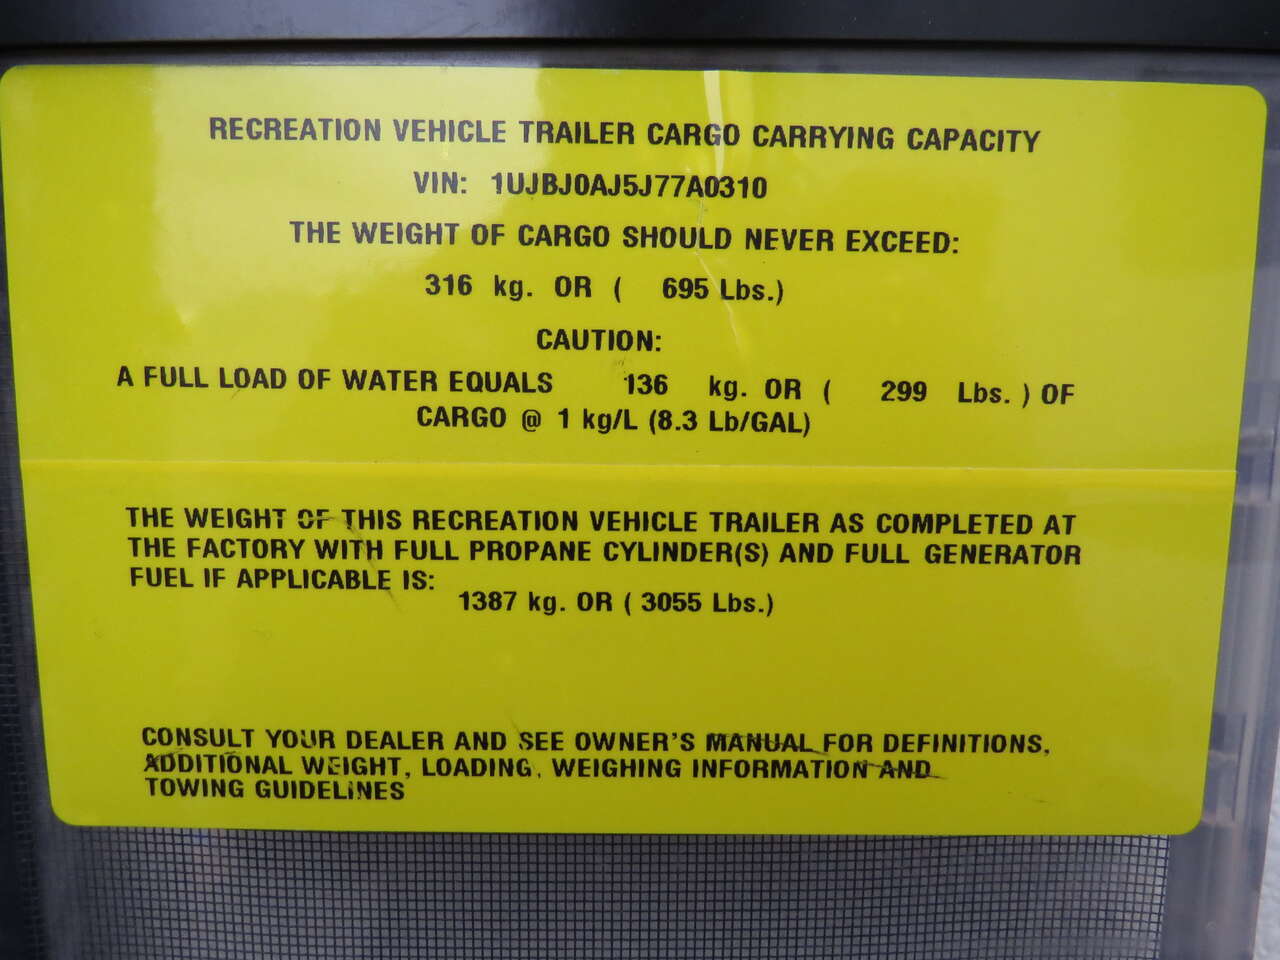 RECREATION VEHICLE TRAILER CARGO CARRYING CAPACITY
VIN: 1UJBJ0AJ5J77A0310
THE WEIGHT OF CARGO SHOULD NEVER EXCEED:
316 kg. OR ( 695 Lbs.)
CAUTION:
A FULL LOAD OF WATER EQUALS 136 kg. OR ( 299 Lbs. ) OF
CARGO @ 1 kg/L (8.3 Lb/GAL)
THE WEIGHT OF THIS RECREATION VEHICLE TRAILER AS COMPLETED AT
THE FACTORY WITH FULL PROPANE CYLINDER(S) AND FULL GENERATOR
FUEL IF APPLICABLE IS:
1387 kg. OR ( 3055 Lbs.)
CONSULT YOUR DEALER AND SEE OWNER'S MANUAL FOR DEFINITIONS,
ADDITIONAL WEIGHT, LOADING, WEIGHING INFORMATION AND
TOWING GUIDELINES